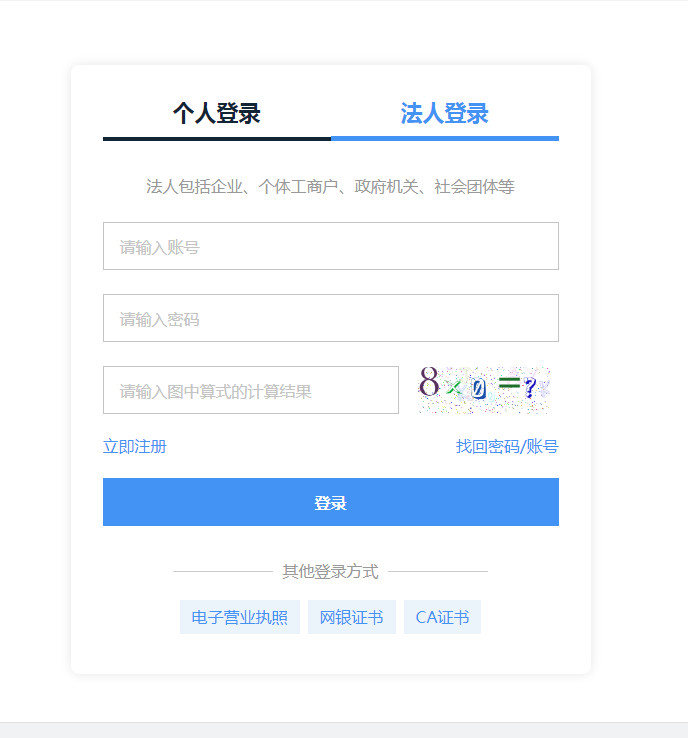 个人登录 法人登录
法人包括企业、个体工商户、政府机关、社会团体等
请输入账号
请输入密码
请输入图中算式的计算结果 8×0=?
立即注册 找回密码/账号
登录
其他登录方式
电子营业执照 网银证书 CA证书